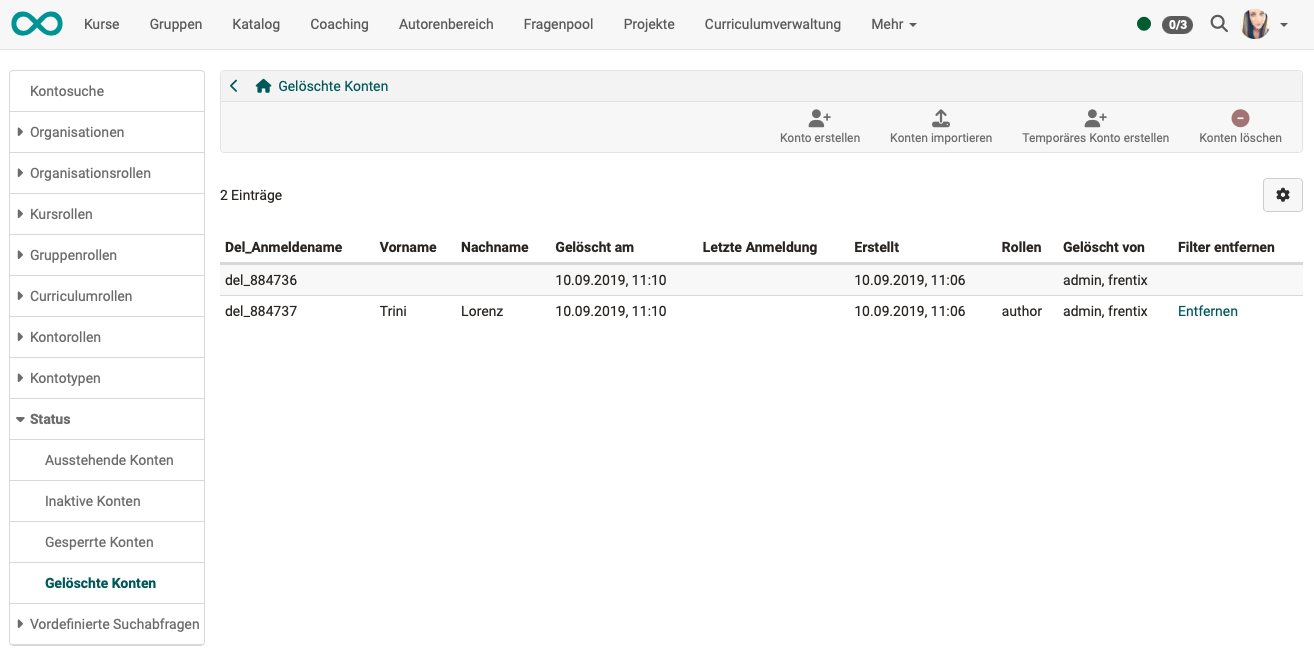 Kurse Gruppen Katalog Coaching Autorenbereich Fragenpool Projekte Curriculumverwaltung Mehr 0/3
Kontosuche
Organisationen
Organisationsrollen
Kursrollen
Gruppenrollen
Curriculumrollen
Kontorollen
Kontotypen
Status
Ausstehende Konten
Inaktive Konten
Gesperrte Konten
Gelöschte Konten
Vordefinierte Suchabfragen
Gelöschte Konten
Konto erstellen Konten importieren Temporäres Konto erstellen Konten löschen
2 Einträge
Del_Anmeldename Vorname Nachname Gelöscht am Letzte Anmeldung Erstellt Rollen Gelöscht von Filter entfernen
del_884736 10.09.2019, 11:10 10.09.2019, 11:06 admin, frentix
del_884737 Trini Lorenz 10.09.2019, 11:10 10.09.2019, 11:06 author admin, frentix Entfernen